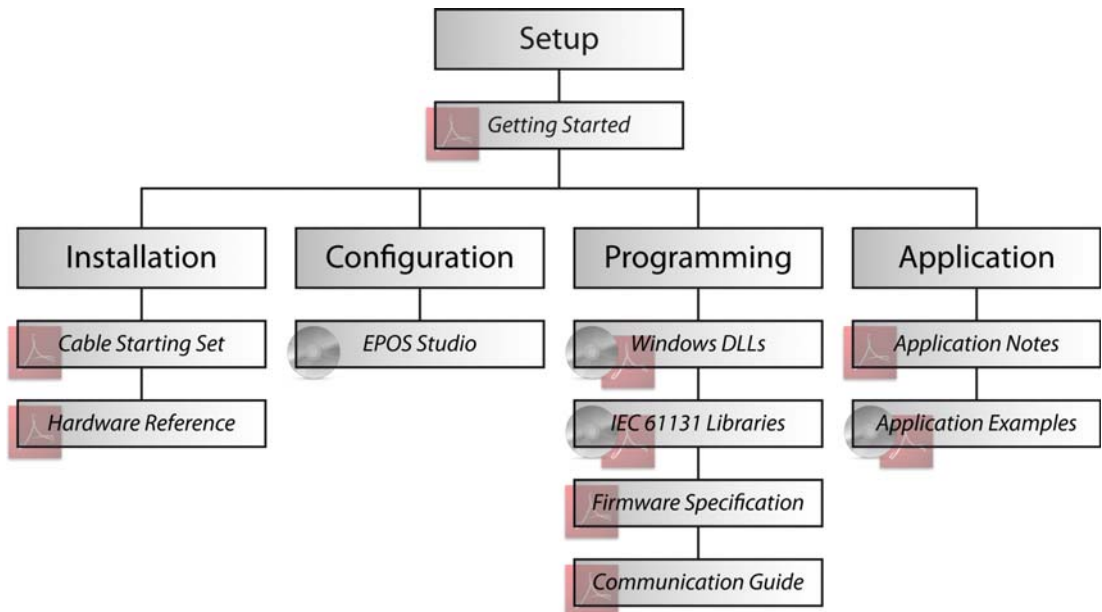 Setup
Getting Started
Installation
Configuration
Programming
Application
Cable Starting Set
EPOS Studio
Windows DLLs
Application Notes
Hardware Reference
IEC 61131 Libraries
Application Examples
Firmware Specification
Communication Guide